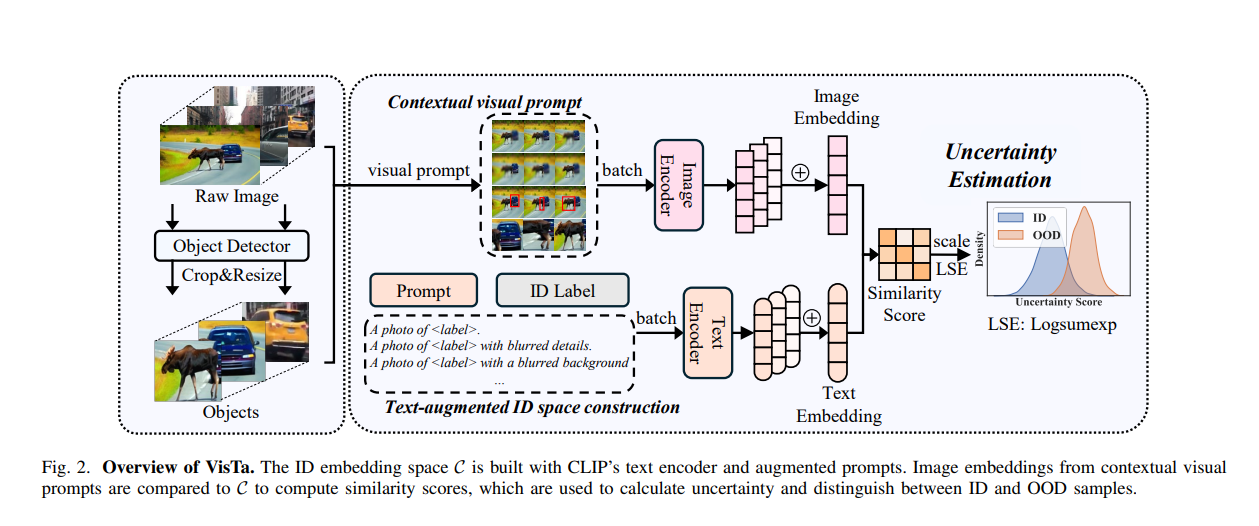 Raw Image
Object Detector
Crop&Resize
Objects
Contextual visual prompt
visual prompt
batch
Image Encoder
Image
Embedding
Prompt
ID Label
A photo of <label>.
A photo of <label> with blurred details.
A photo of <label> with a blurred background
...
Text-augmented ID space construction
batch
Text Encoder
Text
Embedding
Similarity
Score
scale
LSE
Uncertainty
Estimation
ID
OOD
Density
Uncertainty Score
LSE: Logsumexp
Fig. 2. Overview of VisTa. The ID embedding space C is built with CLIP's text encoder and augmented prompts. Image embeddings from contextual visual
prompts are compared to C to compute similarity scores, which are used to calculate uncertainty and distinguish between ID and OOD samples.